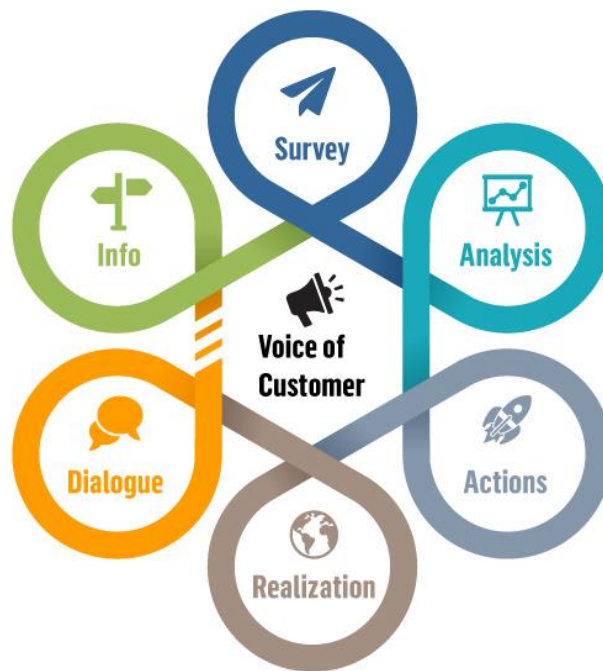 Survey
Info
Analysis
Voice of
Customer
Dialogue
Actions
Realization